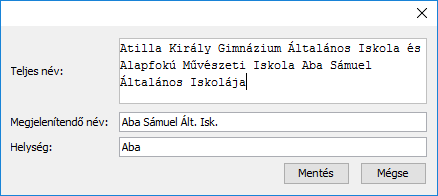 Teljes név:
Atilla Király Gimnázium Általános Iskola és
Alapfokú Művészeti Iskola Aba Sámuel
Általános Iskolája
Megjelenítendő név:
Aba Sámuel Ált. Isk.
Helység:
Aba
Mentés
Mégse